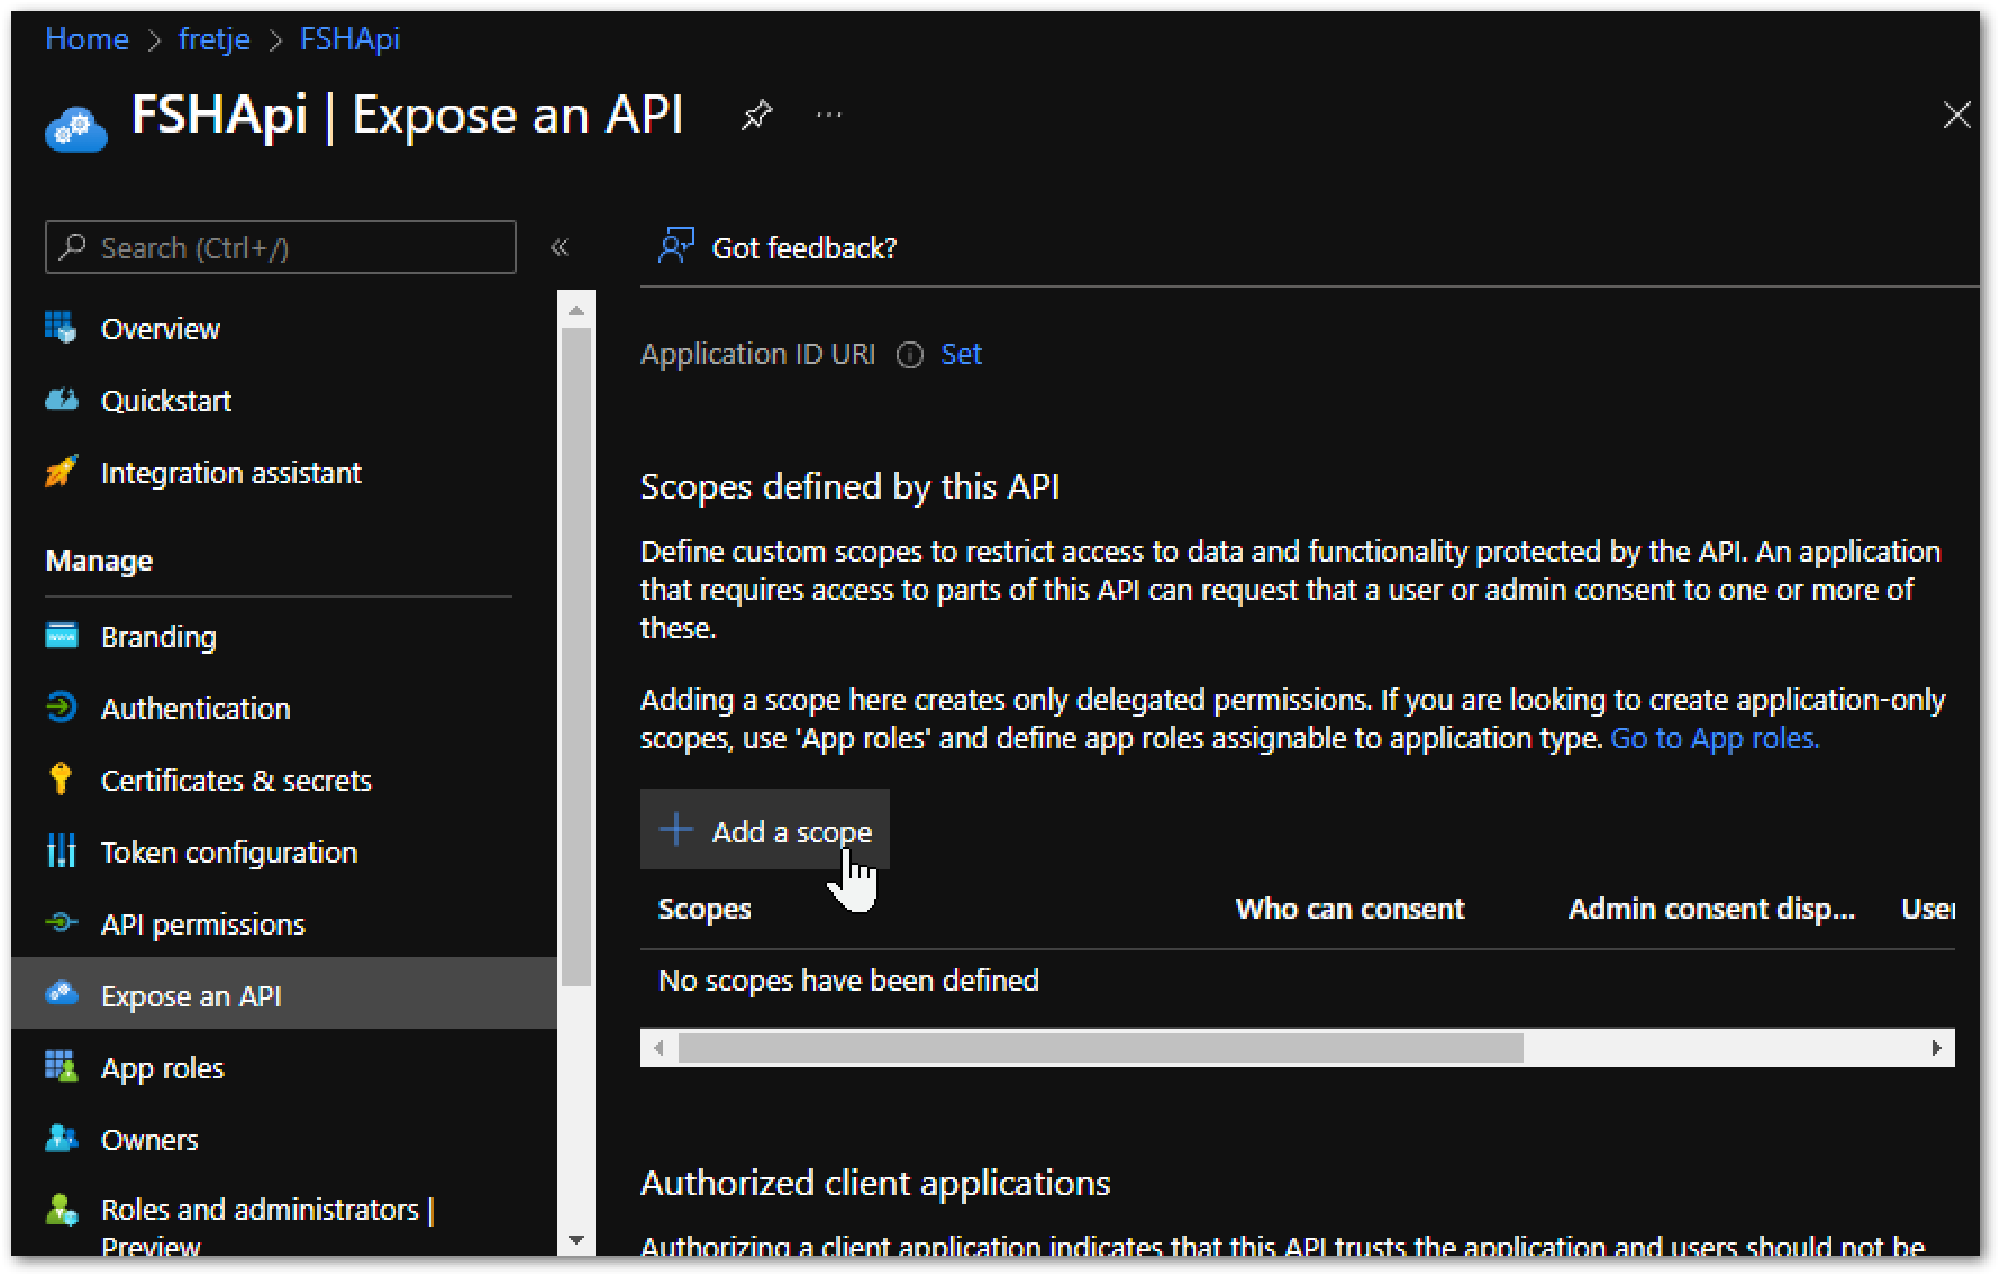 Home > fretje > FSHApi
FSHApi | Expose an API
Search (Ctrl+/)
«
Overview
Quickstart
Integration assistant
Manage
Branding
Authentication
Certificates & secrets
Token configuration
API permissions
Expose an API
App roles
Owners
Roles and administrators |
Preview
Got feedback?
Application ID URI Set
Scopes defined by this API
Define custom scopes to restrict access to data and functionality protected by the API. An application
that requires access to parts of this API can request that a user or admin consent to one or more of
these.
Adding a scope here creates only delegated permissions. If you are looking to create application-only
scopes, use 'App roles' and define app roles assignable to application type. Go to App roles.
Add a scope
Scopes Who can consent Admin consent disp... User
No scopes have been defined
Authorized client applications
Authorizing a client application indicates that this API trusts the application and users should not be